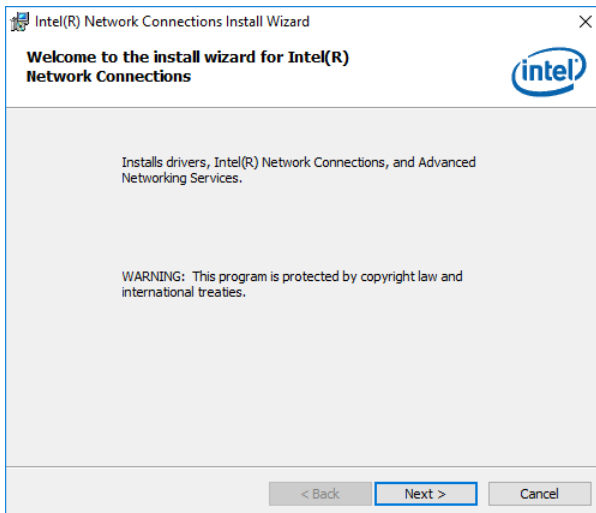 Intel(R) Network Connections Install Wizard
Welcome to the install wizard for Intel(R)
Network Connections
intel
Installs drivers, Intel(R) Network Connections, and Advanced
Networking Services.
WARNING: This program is protected by copyright law and
international treaties.
< Back
Next >
Cancel